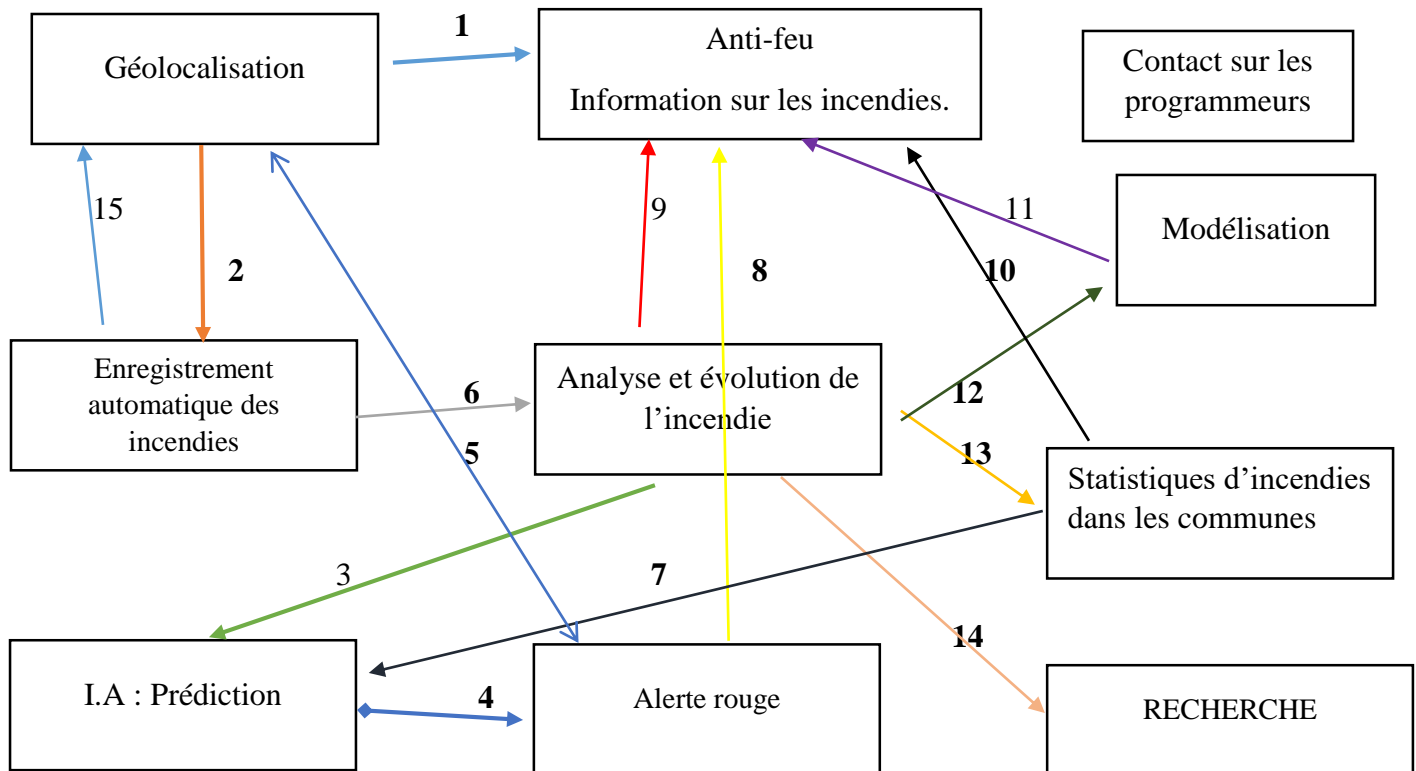 1
Géolocalisation
Anti-feu
Information sur les incendies.
Contact sur les
programmeurs
15
2
9
8
11
10
Modélisation
Enregistrement
automatique des
incendies
6
5
Analyse et évolution de
l’incendie
12
13
Statistiques d’incendies
dans les communes
3
7
14
I.A : Prédiction
4
Alerte rouge
RECHERCHE